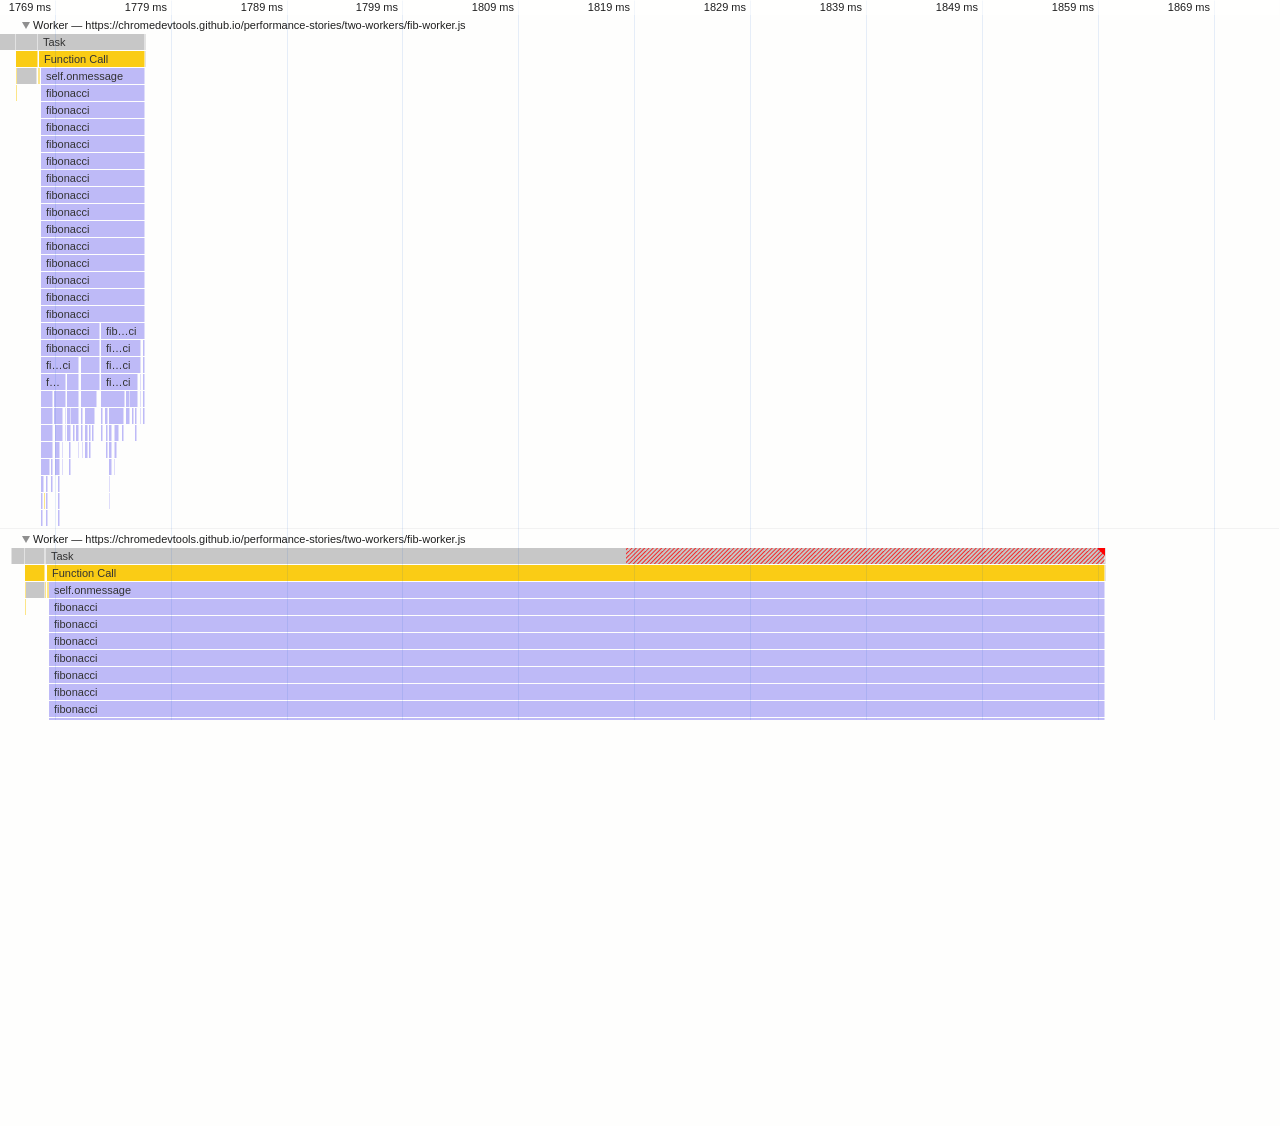 1769 ms 1779 ms 1789 ms 1799 ms 1809 ms 1819 ms 1829 ms 1839 ms 1849 ms 1859 ms 1869 ms
Worker — https://chromedevtools.github.io/performance-stories/two-workers/fib-worker.js
Task
Function Call
self.onmessage
fibonacci
fibonacci
fibonacci
fibonacci
fibonacci
fibonacci
fibonacci
fibonacci
fibonacci
fibonacci
fibonacci
fibonacci
fibonacci
fibonacci
fibonacci fib…ci
fibonacci fi…ci
fi…ci fi…ci
f… fi…ci
Worker — https://chromedevtools.github.io/performance-stories/two-workers/fib-worker.js
Task
Function Call
self.onmessage
fibonacci
fibonacci
fibonacci
fibonacci
fibonacci
fibonacci
fibonacci